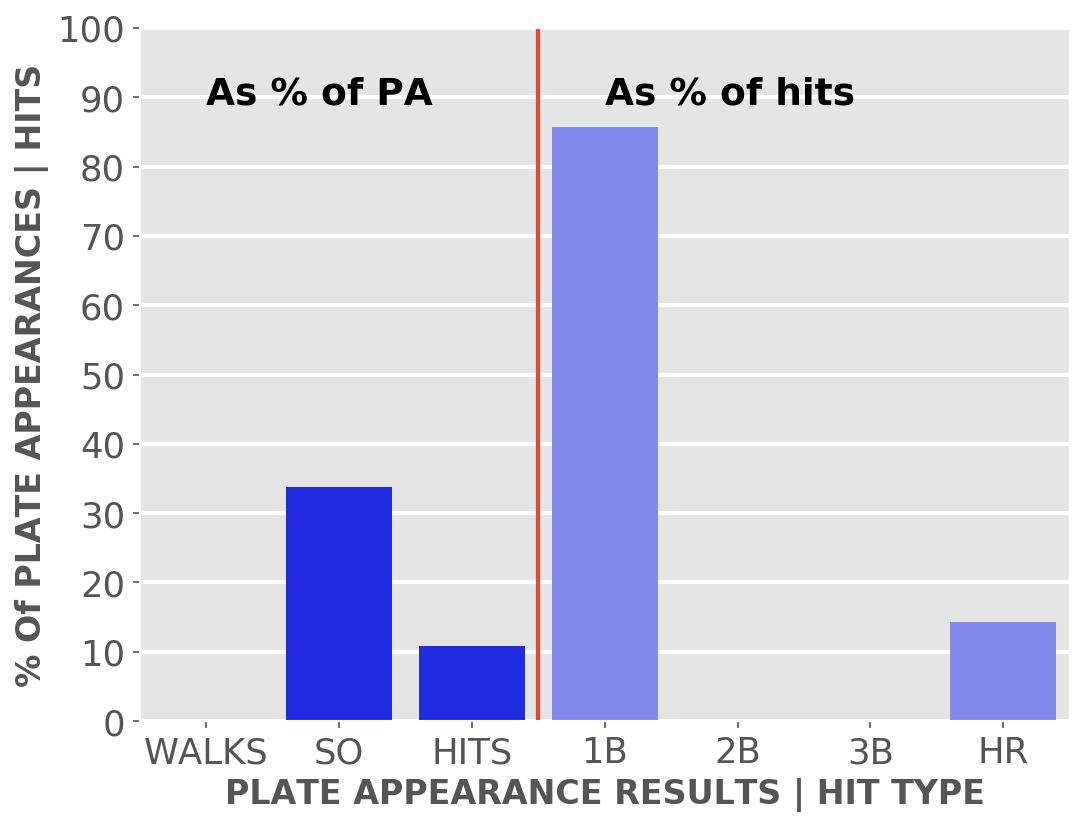 % Of PLATE APPEARANCES | HITS
100
90
80
70
60
50
40
30
20
10
0
As % of PA
As % of hits
WALKS SO HITS 1B 2B 3B HR
PLATE APPEARANCE RESULTS | HIT TYPE